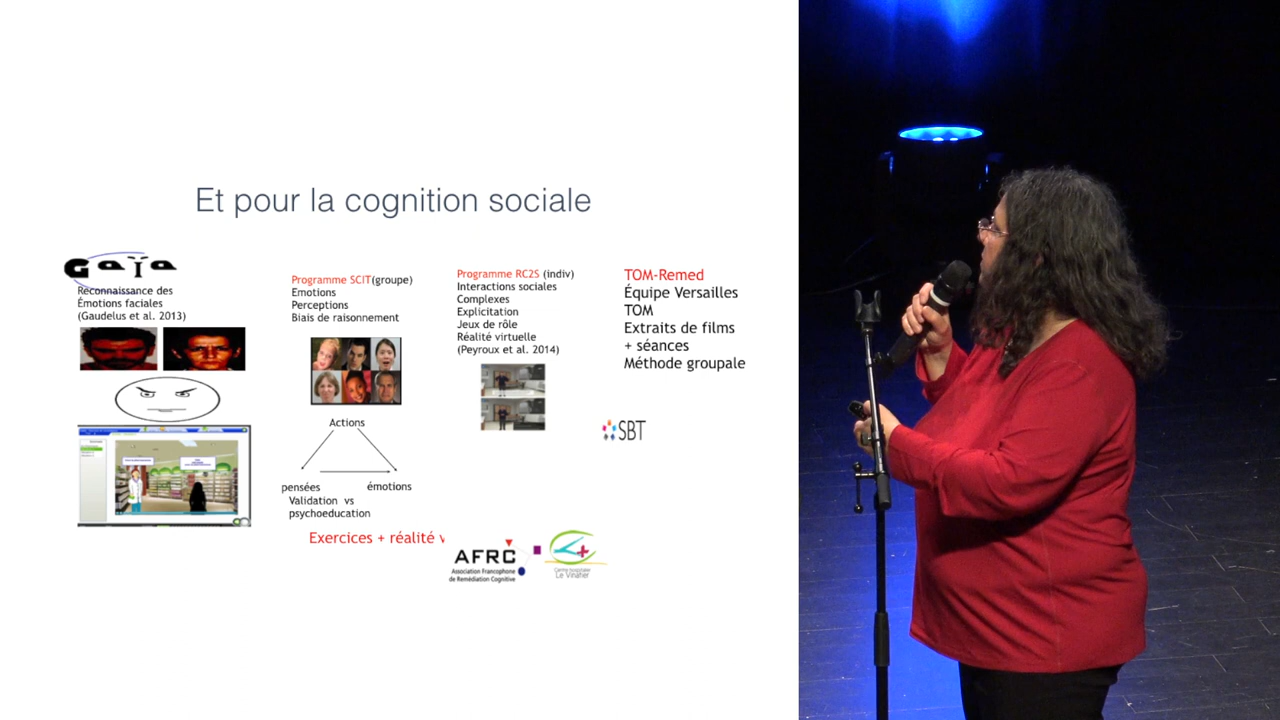 Et pour la cognition sociale
Gaïa
Reconnaissance des
Émotions faciales
(Gaudelus et al. 2013)
Programme SCIT(groupe)
Emotions
Perceptions
Biais de raisonnement
Actions
pensées
émotions
Validation vs
psychoeducation
Exercices + réalité v
Programme RC2S (indiv)
Interactions sociales
Complexes
Explicitation
Jeux de rôle
Réalité virtuelle
(Peyroux et al. 2014)
TOM-Remed
Équipe Versailles
TOM
Extraits de films
+ séances
Méthode groupale
SBT
AFRC
Association Francophone
de Remédiation Cognitive
Centre hospitalier
Le Vinatier